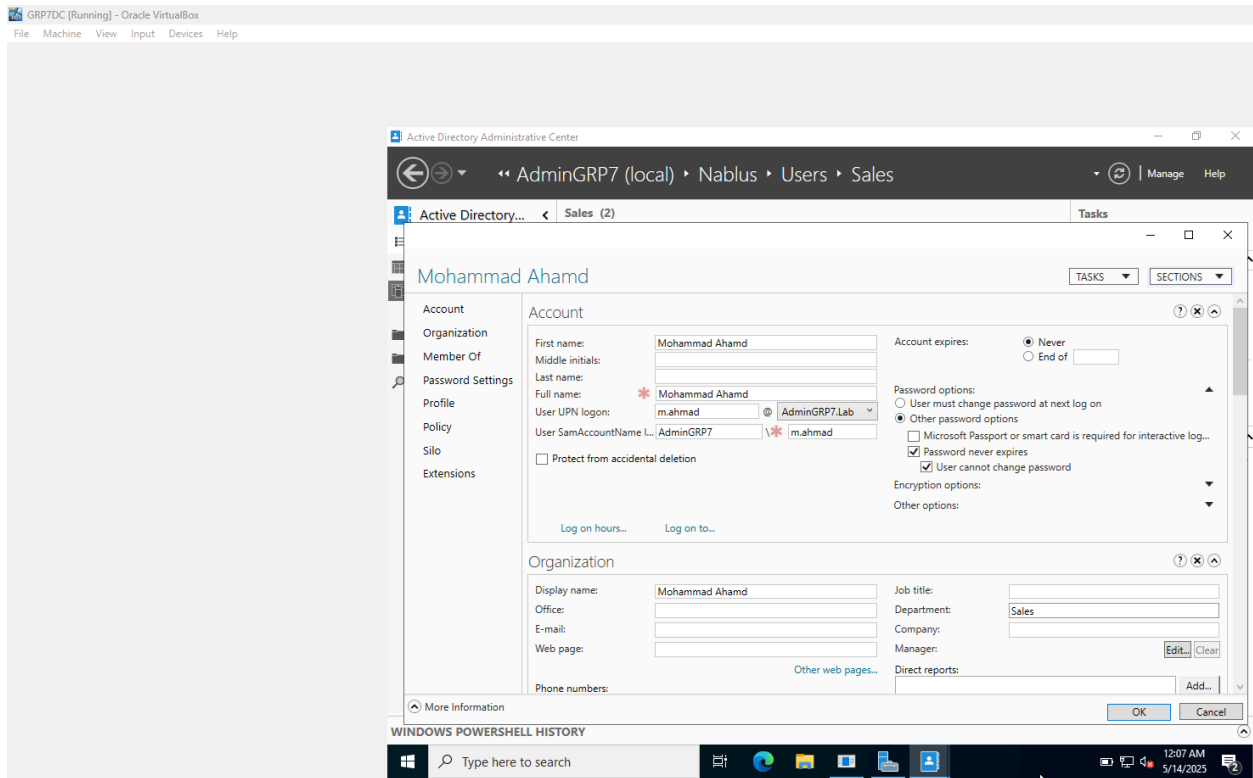 GRP7DC [Running] - Oracle VirtualBox
File Machine View Input Devices Help
Active Directory Administrative Center
AdminGRP7 (local) Nablus Users Sales
Manage Help
Active Directory... Sales (2) Tasks
Mohammad Ahamd
TASKS SECTIONS
Account
Organization
Member Of
Password Settings
Profile
Policy
Silo
Extensions
Account
First name: Mohammad Ahamd
Middle initials:
Last name:
Full name: * Mohammad Ahamd
User UPN logon: m.ahmad @ AdminGRP7.Lab
User SamAccountName l... AdminGRP7 \* m.ahmad
Protect from accidental deletion
Log on hours... Log on to...
Account expires: Never
End of
Password options:
User must change password at next log on
Other password options
Microsoft Passport or smart card is required for interactive log...
Password never expires
User cannot change password
Encryption options:
Other options:
Organization
Display name: Mohammad Ahamd
Office:
E-mail:
Web page:
Other web pages...
Phone numbers:
Job title:
Department: Sales
Company:
Manager: Edit... Clear
Direct reports:
Add...
More Information
OK Cancel
WINDOWS POWERSHELL HISTORY
Type here to search
12:07 AM
5/14/2025
2